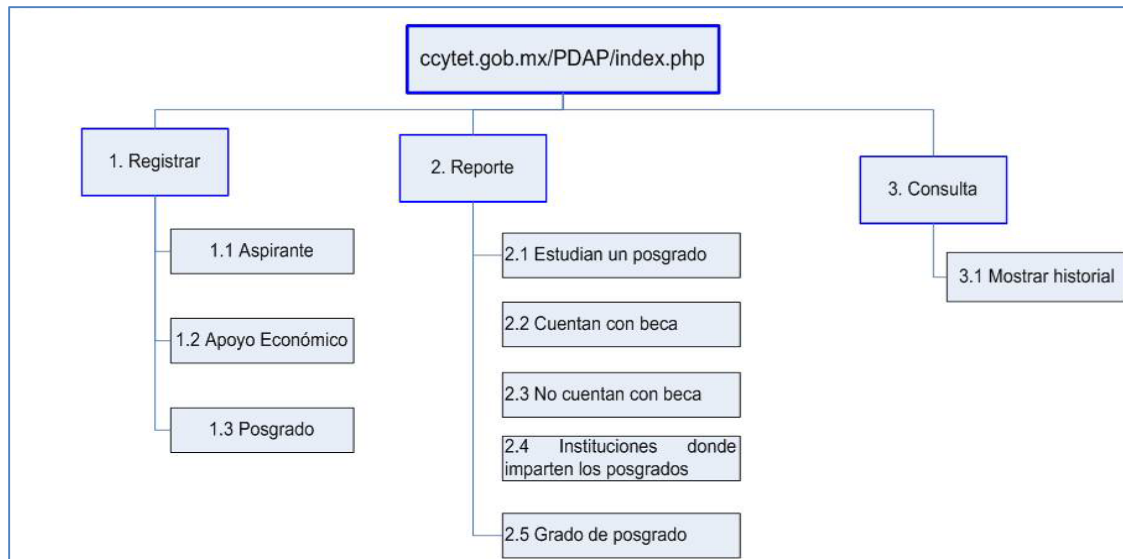 ccytet.gob.mx/PDAP/index.php
1. Registrar
2. Reporte
3. Consulta
1.1 Aspirante
1.2 Apoyo Económico
1.3 Posgrado
2.1 Estudian un posgrado
2.2 Cuentan con beca
2.3 No cuentan con beca
2.4 Instituciones donde
imparten los posgrados
2.5 Grado de posgrado
3.1 Mostrar historial